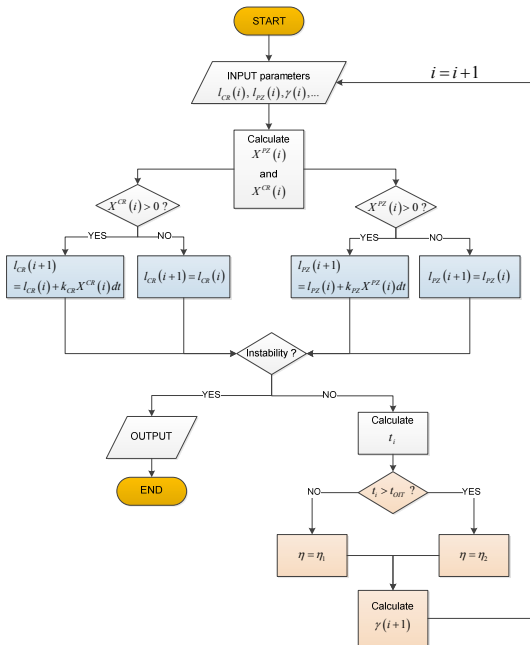 START
INPUT parameters
l_CR(i), l_PZ(i), γ(i),...
i = i+1
Calculate
X^PZ(i)
and
X^CR(i)
X^CR(i)>0 ?
X^PZ(i)>0 ?
YES
NO
YES
NO
l_CR(i+1)
= l_CR(i)+k_CR X^CR(i)dt
l_CR(i+1)=l_CR(i)
l_PZ(i+1)
= l_PZ(i)+k_PZ X^PZ(i)dt
l_PZ(i+1)=l_PZ(i)
Instability ?
YES
NO
OUTPUT
Calculate
t_i
END
t_i > t_OIT ?
NO
YES
η = η_1
η = η_2
Calculate
γ(i+1)